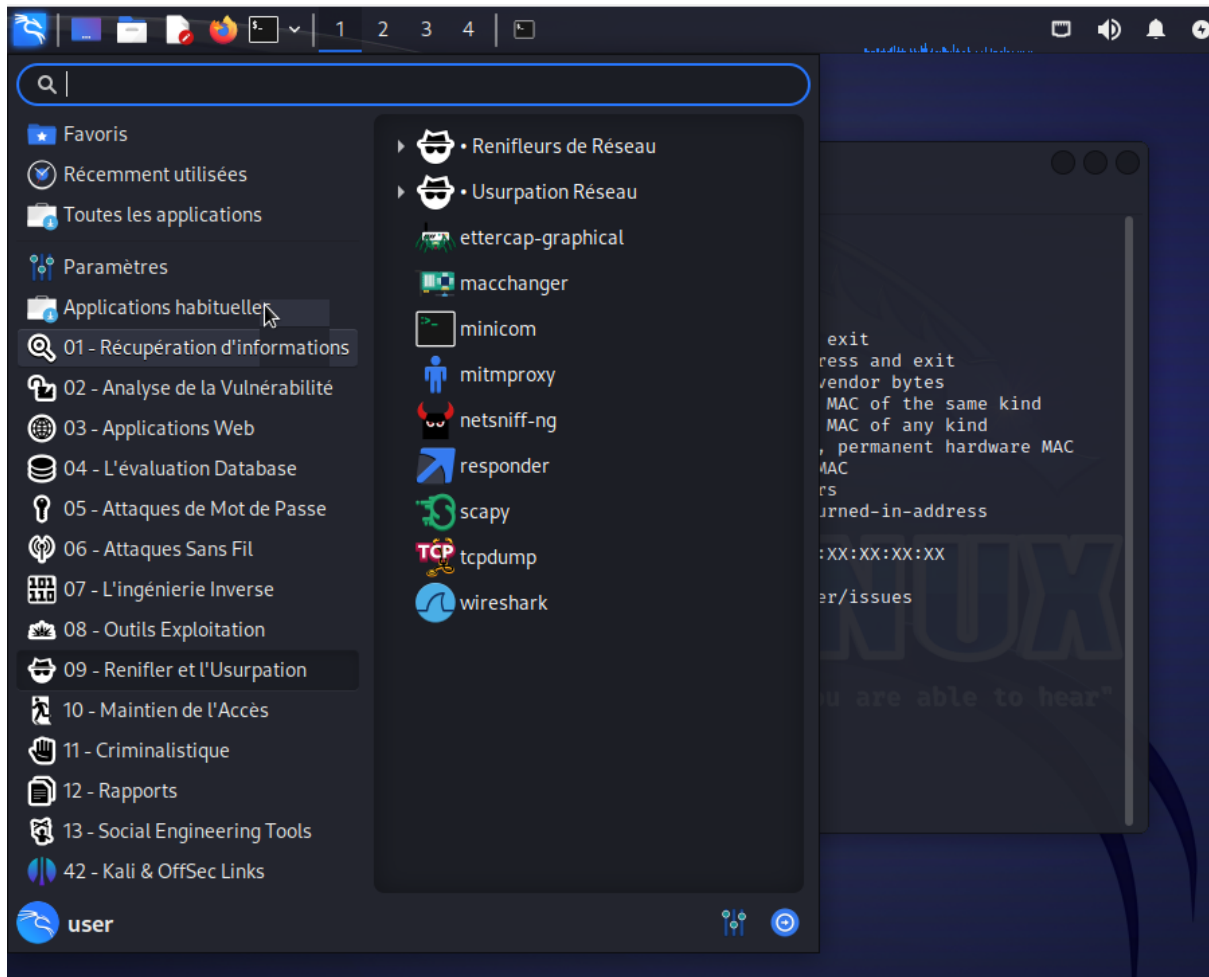 1 2 3 4
Favoris
Récemment utilisées
Toutes les applications
Paramètres
Applications habituelles
01 - Récupération d'informations
02 - Analyse de la Vulnérabilité
03 - Applications Web
04 - L'évaluation Database
05 - Attaques de Mot de Passe
06 - Attaques Sans Fil
07 - L'ingénierie Inverse
08 - Outils Exploitation
09 - Renifler et l'Usurpation
10 - Maintien de l'Accès
11 - Criminalistique
12 - Rapports
13 - Social Engineering Tools
42 - Kali & OffSec Links
user
• Renifleurs de Réseau
• Usurpation Réseau
ettercap-graphical
macchanger
minicom
mitmproxy
netsniff-ng
responder
scapy
TCP tcpdump
wireshark
exit
ress and exit
vendor bytes
MAC of the same kind
MAC of any kind
, permanent hardware MAC
MAC
rs
urned-in-address
:XX:XX:XX:XX
er/issues
NUX
u are able to hear"